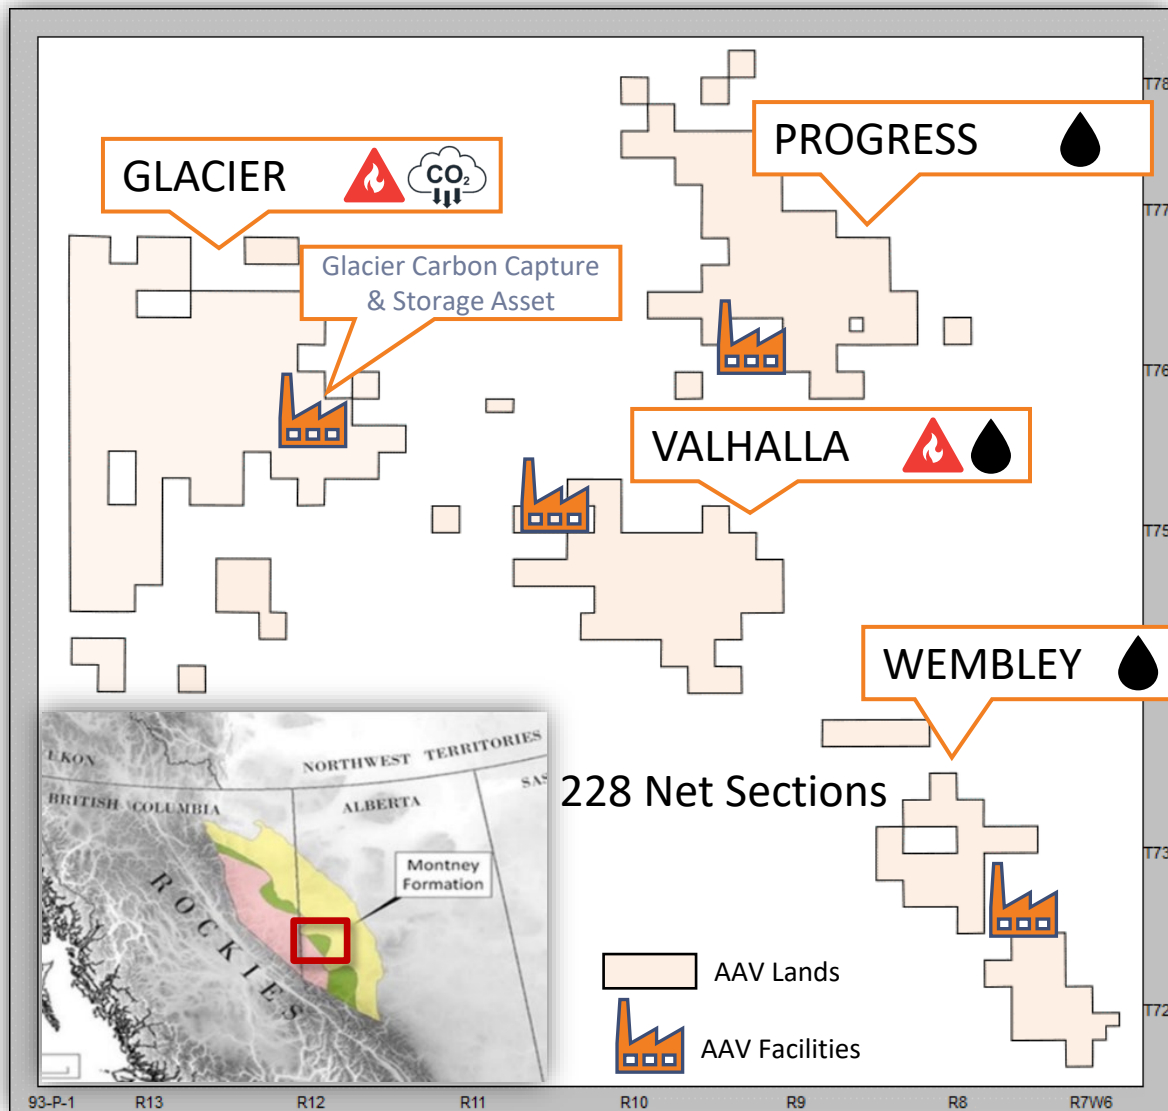 T78
PROGRESS
GLACIER
CO2
T77
Glacier Carbon Capture
& Storage Asset
T76
VALHALLA
T75
WEMBLEY
228 Net Sections
NORTHWEST TERRITORIES
UKON
SAS
BRITISH COLUMBIA
ALBERTA
Montney
Formation
ROCKIES
T73
AAV Lands
T72
AAV Facilities
93-P-1 R13 R12 R11 R10 R9 R8 R7W6